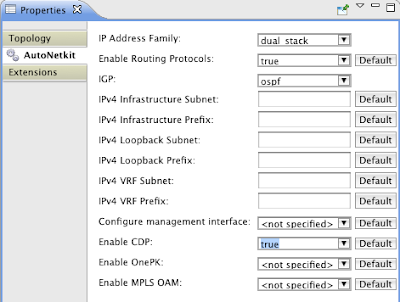 Properties
Topology
AutoNetkit
Extensions
IP Address Family: dual_stack
Enable Routing Protocols: true Default
IGP: ospf
IPv4 Infrastructure Subnet: Default
IPv4 Infrastructure Prefix: Default
IPv4 Loopback Subnet: Default
IPv4 Loopback Prefix: Default
IPv4 VRF Subnet: Default
IPv4 VRF Prefix: Default
Configure management interface: <not specified> Default
Enable CDP: true Default
Enable OnePK: <not specified> Default
Enable MPLS OAM: <not specified> Default